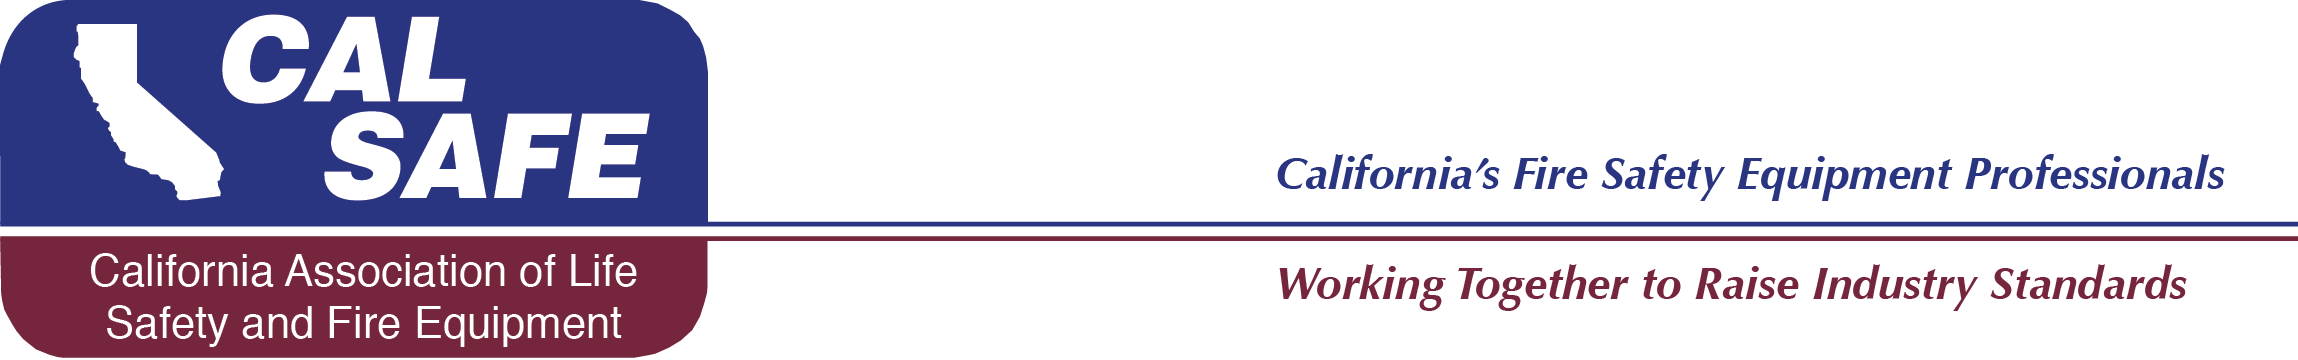 CAL
SAFE
California Association of Life
Safety and Fire Equipment
California's Fire Safety Equipment Professionals
Working Together to Raise Industry Standards